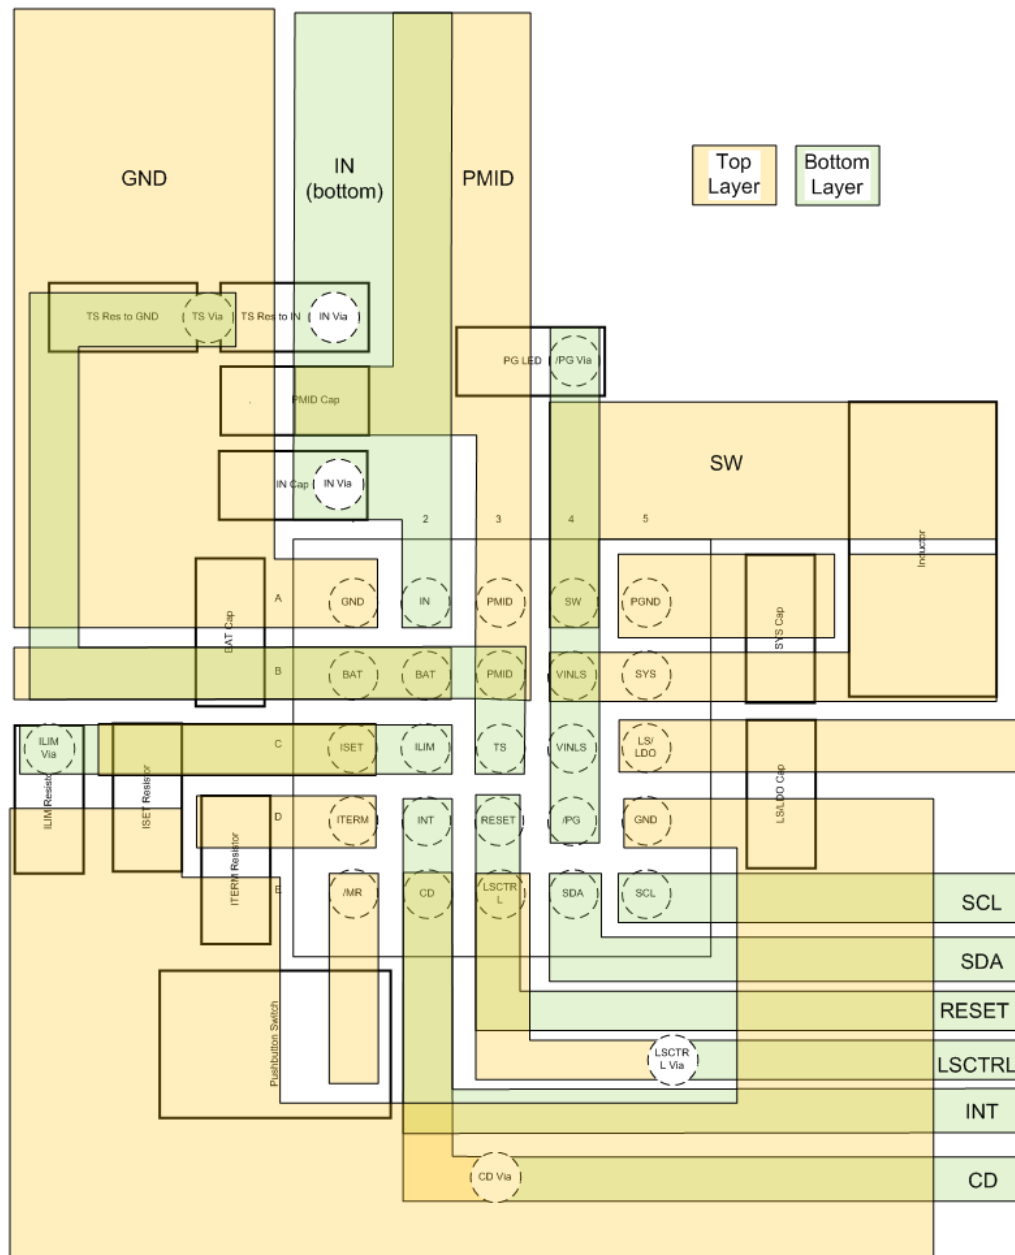 GND
IN
(bottom)
PMID
Top
Layer
Bottom
Layer
TS Res to GND
TS Via
TS Res to IN
IN Via
PG LED
/PG Via
PMID Cap
SW
IN Cap
IN Via
2
3
4
5
Inductor
A
GND
IN
PMID
SW
PGND
BAT Cap
SYS Cap
B
BAT
BAT
PMID
VINLS
SYS
ILIM
Via
C
ISET
ILIM
TS
VINLS
LS/
LDO
ILIM Resistor
ISET Resistor
LS/LDO Cap
D
ITERM
INT
RESET
/PG
GND
ITERM Resistor
E
/MR
CD
LSCTR
L
SDA
SCL
SCL
SDA
Pushbutton Switch
RESET
LSCTR
L Via
LSCTRL
INT
CD Via
CD